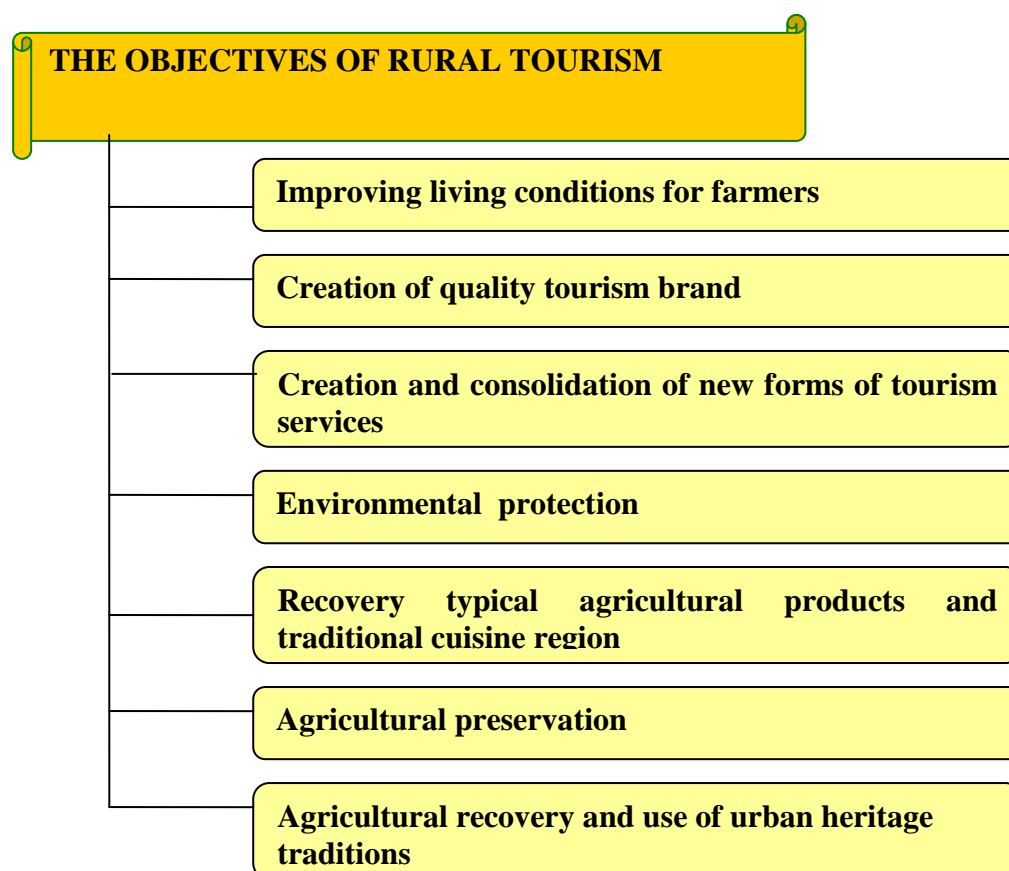 THE OBJECTIVES OF RURAL TOURISM
Improving living conditions for farmers
Creation of quality tourism brand
Creation and consolidation of new forms of tourism
services
Environmental protection
Recovery typical agricultural products and
traditional cuisine region
Agricultural preservation
Agricultural recovery and use of urban heritage
traditions